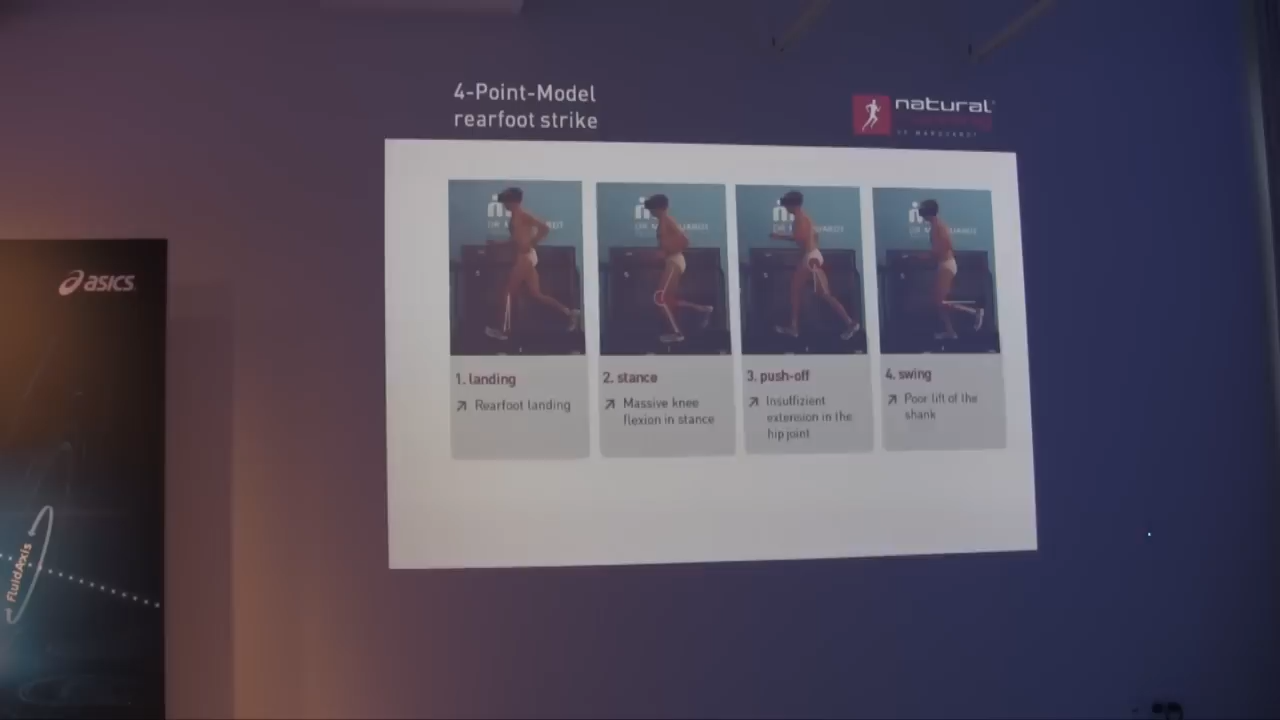 4-Point-Model
rearfoot strike
natural
asics
1. landing
Rearfoot landing
2. stance
Massive knee
flexion in stance
3. push-off
Insuffizient
extension in the
hip joint
4. swing
Poor lift of the
shank
FluidAxis